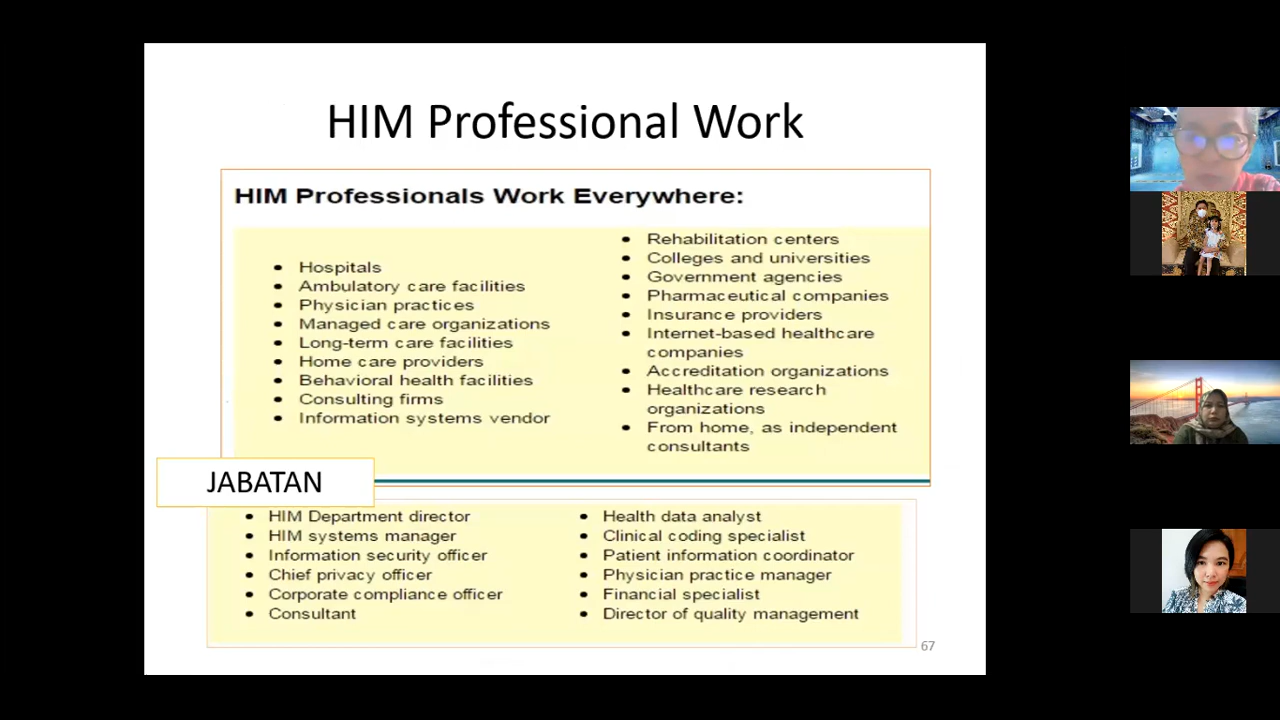 HIM Professional Work
HIM Professionals Work Everywhere:
• Hospitals
• Ambulatory care facilities
• Physician practices
• Managed care organizations
• Long-term care facilities
• Home care providers
• Behavioral health facilities
• Consulting firms
• Information systems vendor
• Rehabilitation centers
• Colleges and universities
• Government agencies
• Pharmaceutical companies
• Insurance providers
• Internet-based healthcare
companies
• Accreditation organizations
• Healthcare research
organizations
• From home, as independent
consultants
JABATAN
• HIM Department director
• HIM systems manager
• Information security officer
• Chief privacy officer
• Corporate compliance officer
• Consultant
• Health data analyst
• Clinical coding specialist
• Patient information coordinator
• Physician practice manager
• Financial specialist
• Director of quality management
67